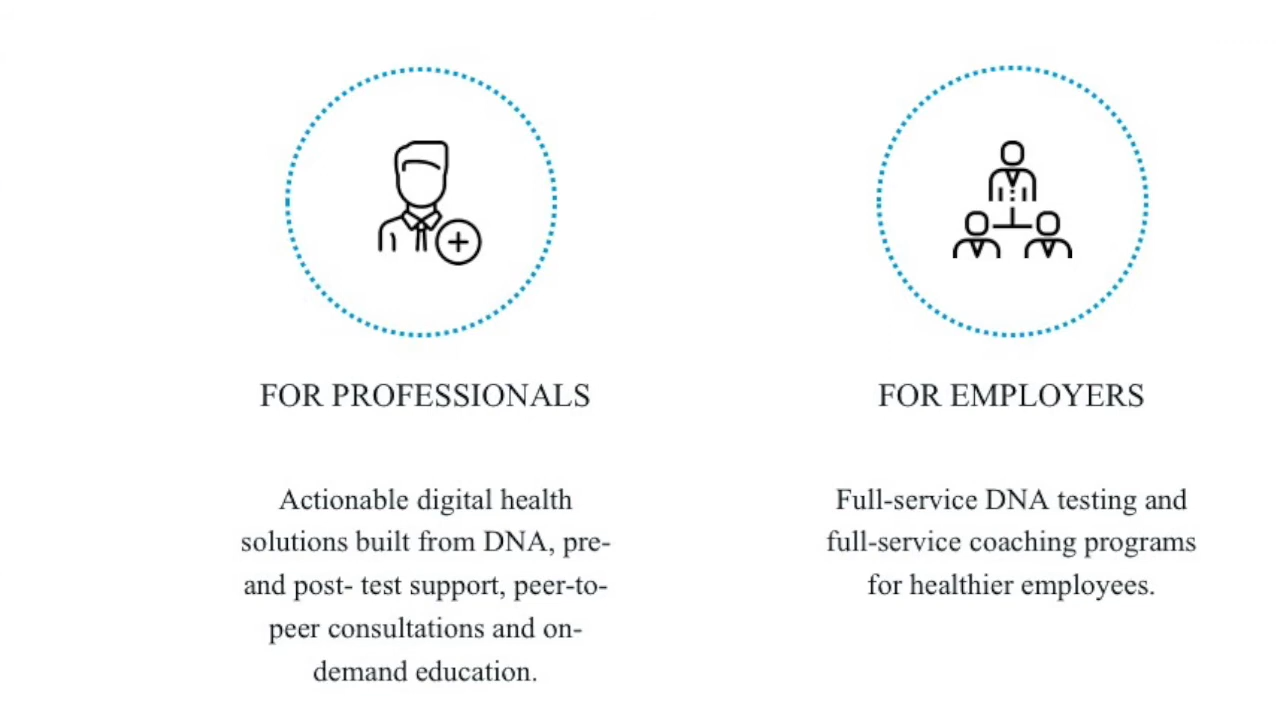 FOR PROFESSIONALS
Actionable digital health
solutions built from DNA, pre-
and post- test support, peer-to-
peer consultations and on-
demand education.
FOR EMPLOYERS
Full-service DNA testing and
full-service coaching programs
for healthier employees.